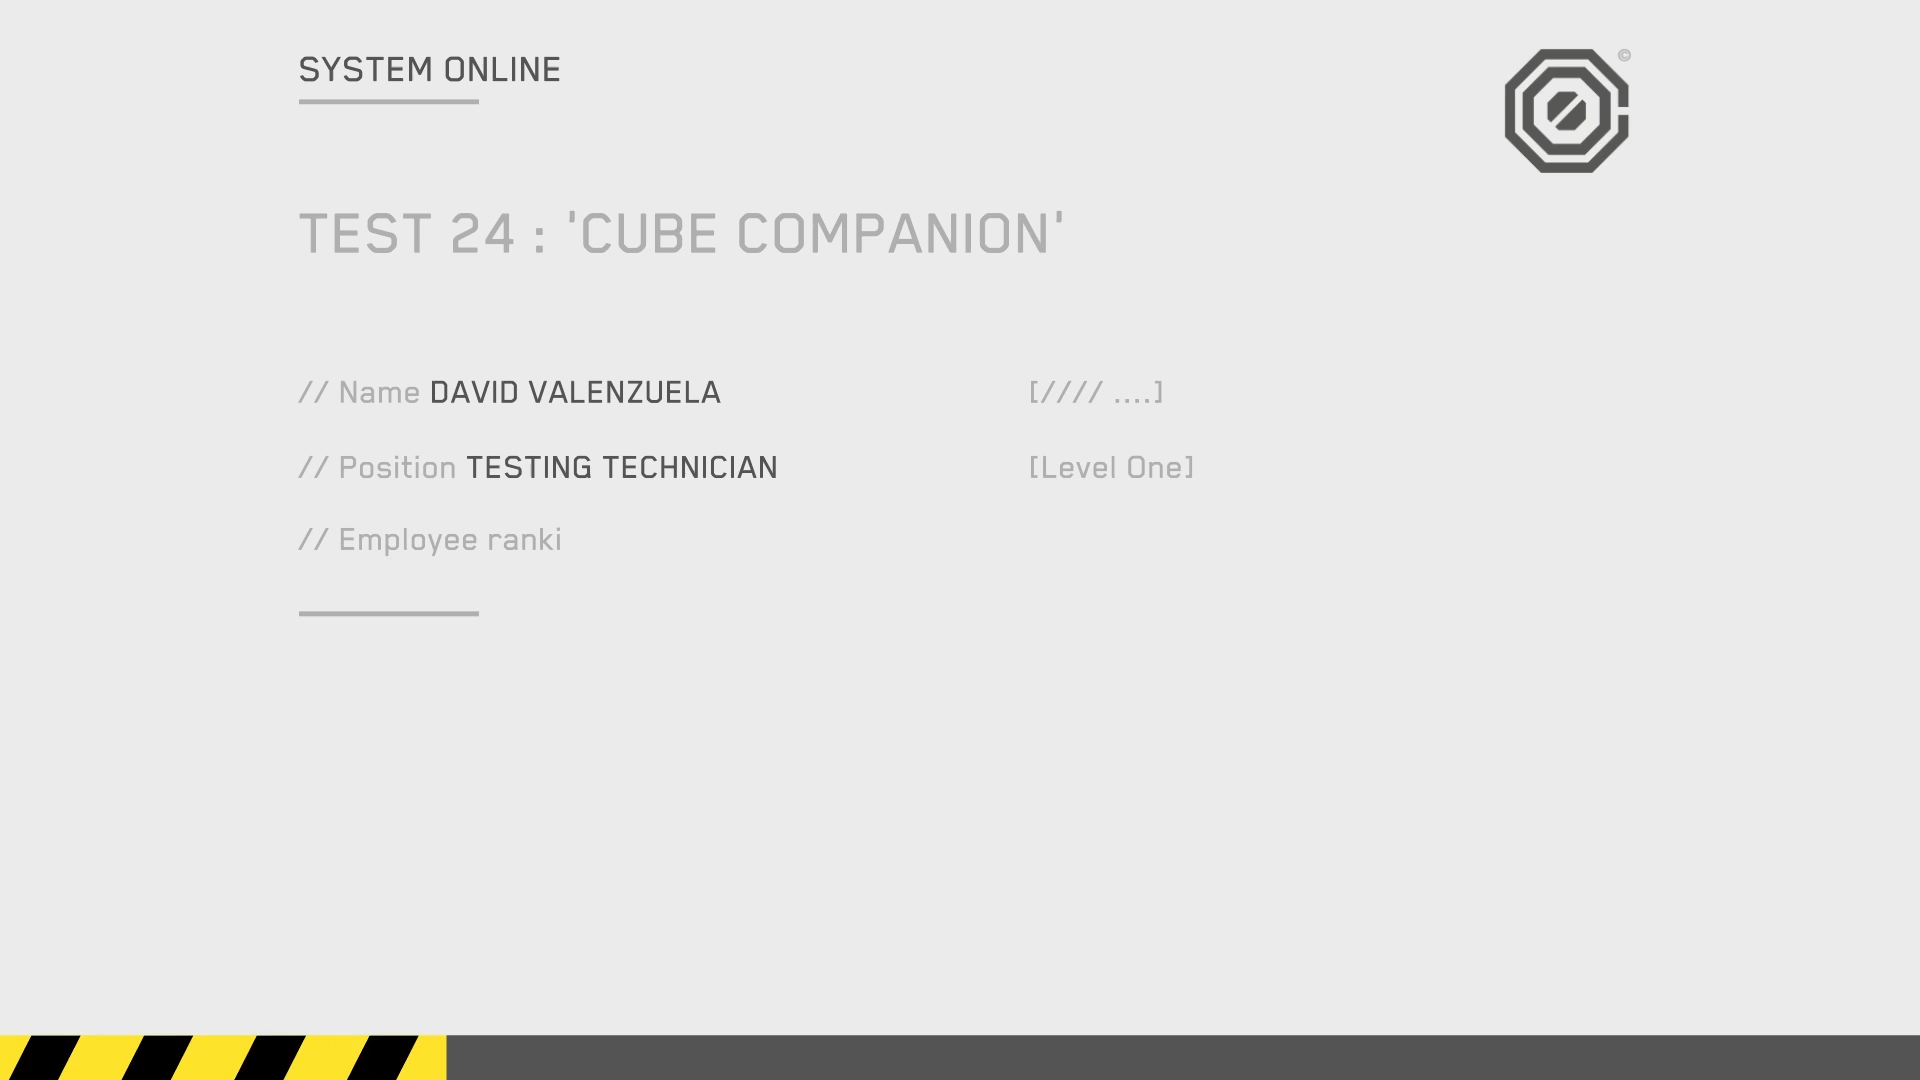 SYSTEM ONLINE
©
TEST 24 : 'CUBE COMPANION'
// Name DAVID VALENZUELA [//// ....]
// Position TESTING TECHNICIAN [Level One]
// Employee ranki